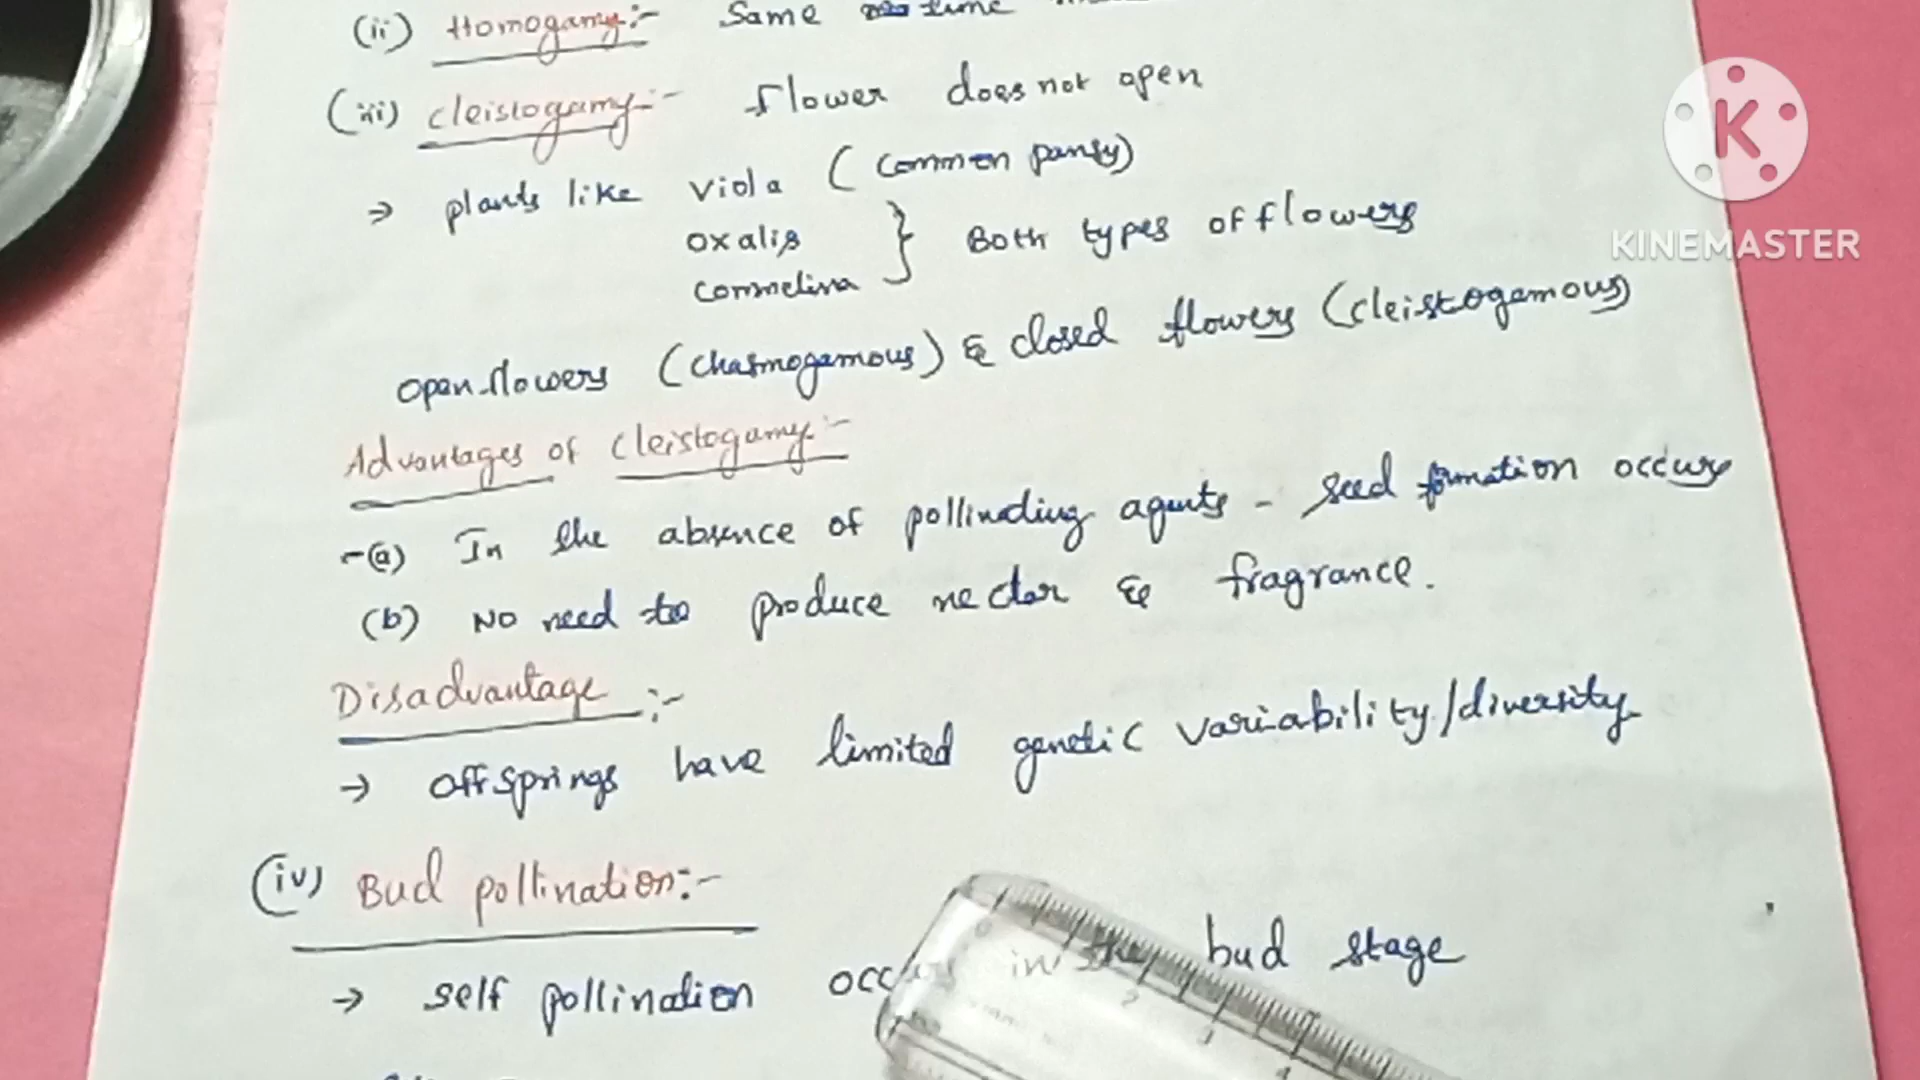 (ii) Homogamy:- Same time
(iii) cleistogamy:- flower does not open
K
→ plants like Viola (common pansy)
oxalis } Both types of flowers
commelina
KINEMASTER
open flowers (chasmogamous) & closed flowers (cleistogamous)
Advantages of cleistogamy:-
-(a) In the absence of pollinating agents - seed formation occurs
(b) No need to produce nectar & fragrance.
Disadvantage :-
→ offsprings have limited genetic variability/diversity
(iv) Bud pollination:-
→ self pollination occurs in the bud stage